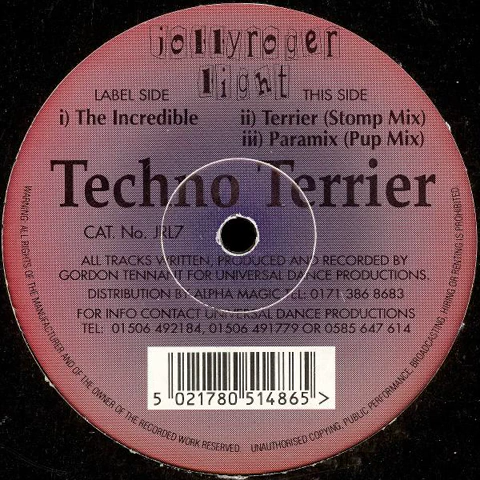 jollyroger
light
LABEL SIDE THIS SIDE
i) The Incredible ii) Terrier (Stomp Mix)
iii) Paramix (Pup Mix)
Techno Terrier
CAT. No. JRL7
ALL TRACKS WRITTEN, PRODUCED AND RECORDED BY
GORDON TENNANT FOR UNIVERSAL DANCE PRODUCTIONS.
DISTRIBUTION BY ALPHA MAGIC TEL: 0171 386 8683
FOR INFO CONTACT UNIVERSAL DANCE PRODUCTIONS
TEL: 01506 492184, 01506 491779 OR 0585 647 614
5 021780 514865 >
WARNING. ALL RIGHTS OF THE MANUFACTURER AND OF THE OWNER OF THE RECORDED WORK RESERVED. UNAUTHORISED COPYING, PUBLIC PERFORMANCE, BROADCASTING, HIRING OR RENTING IS PROHIBITED.